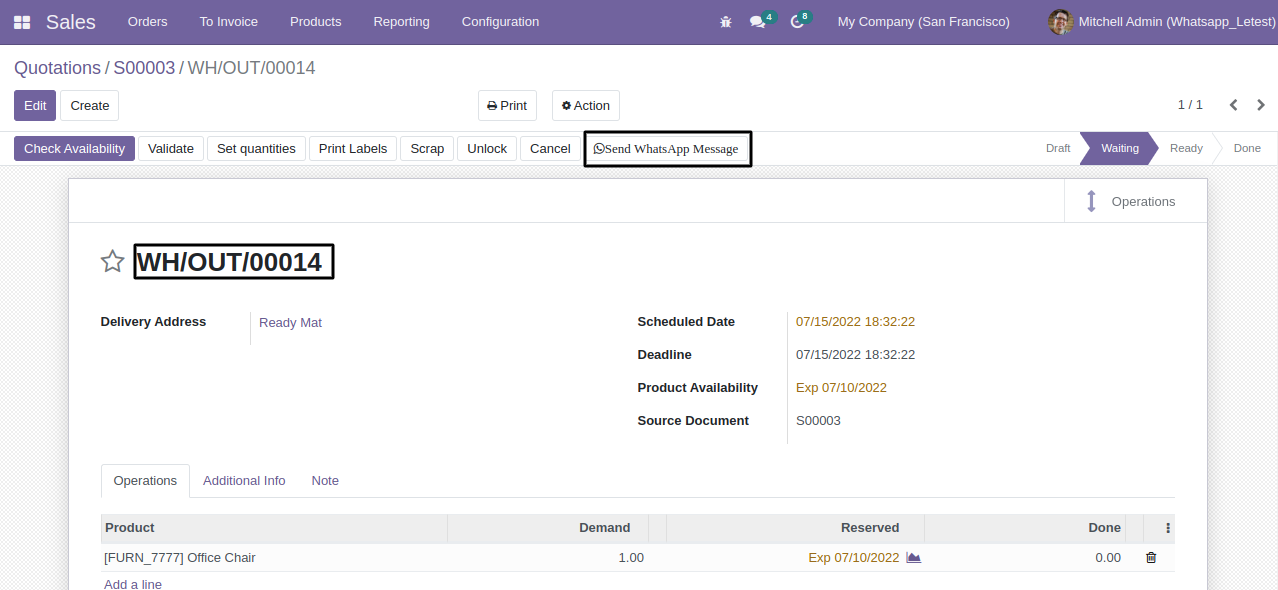 Sales Orders To Invoice Products Reporting Configuration 4 8 My Company (San Francisco) Mitchell Admin (Whatsapp_Letest)
Quotations / S00003 / WH/OUT/00014
Edit Create Print Action 1 / 1
Check Availability Validate Set quantities Print Labels Scrap Unlock Cancel Send WhatsApp Message Draft Waiting Ready Done
Operations
WH/OUT/00014
Delivery Address Ready Mat Scheduled Date 07/15/2022 18:32:22
Deadline 07/15/2022 18:32:22
Product Availability Exp 07/10/2022
Source Document S00003
Operations Additional Info Note
Product Demand Reserved Done
[FURN_7777] Office Chair 1.00 Exp 07/10/2022 0.00
Add a line